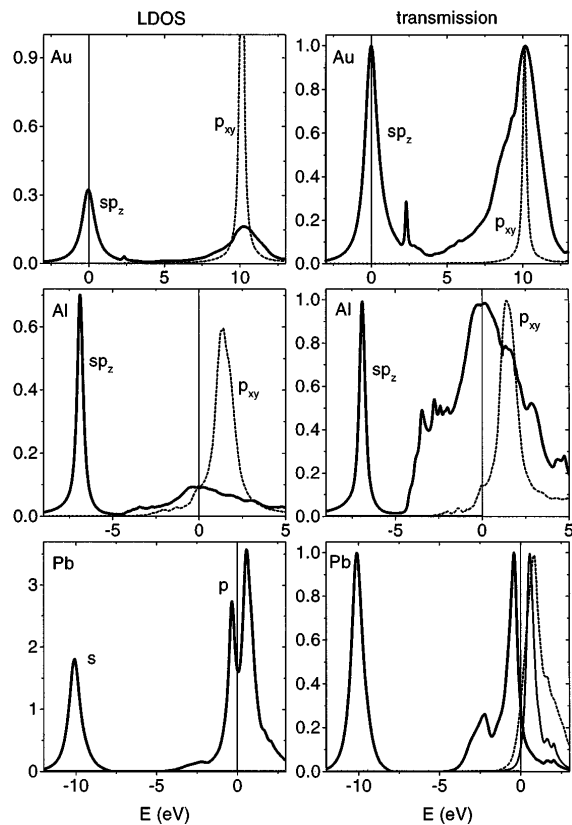 LDOS transmission
Au Au
1.0
0.8
p_xy
0.9
0.6
sp_z
0.6
0.4
sp_z
0.3
0.2
p_xy
0.0 0.0
0 5 10 0 5 10
Al Al
1.0
p_xy
0.6
0.8
sp_z
p_xy
0.6
0.4
sp_z
0.4
0.2
0.2
0.0 0.0
-5 0 5 -5 0 5
Pb Pb
1.0
p
3
0.8
2
s
0.6
0.4
1
0.2
0 0.0
-10 -5 0 -10 -5 0
E (eV) E (eV)